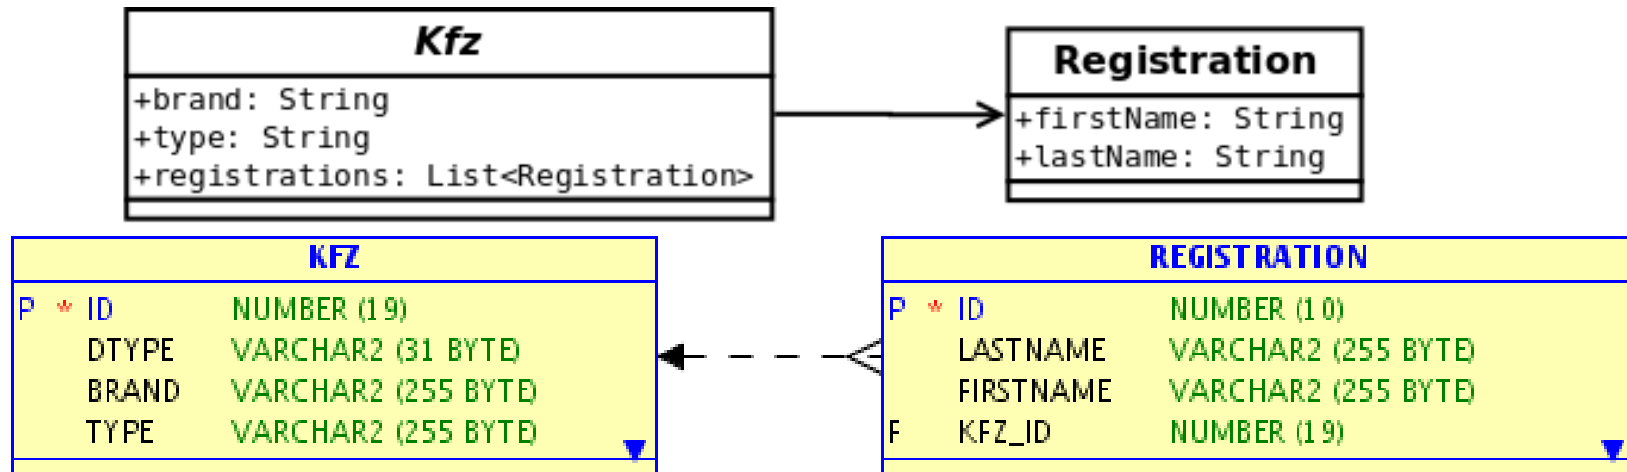 Kfz
+brand: String
+type: String
+registrations: List<Registration>
Registration
+firstName: String
+lastName: String
KFZ
P * ID NUMBER (19)
DTYPE VARCHAR2 (31 BYTE)
BRAND VARCHAR2 (255 BYTE)
TYPE VARCHAR2 (255 BYTE)
REGISTRATION
P * ID NUMBER (10)
LASTNAME VARCHAR2 (255 BYTE)
FIRSTNAME VARCHAR2 (255 BYTE)
F KFZ_ID NUMBER (19)